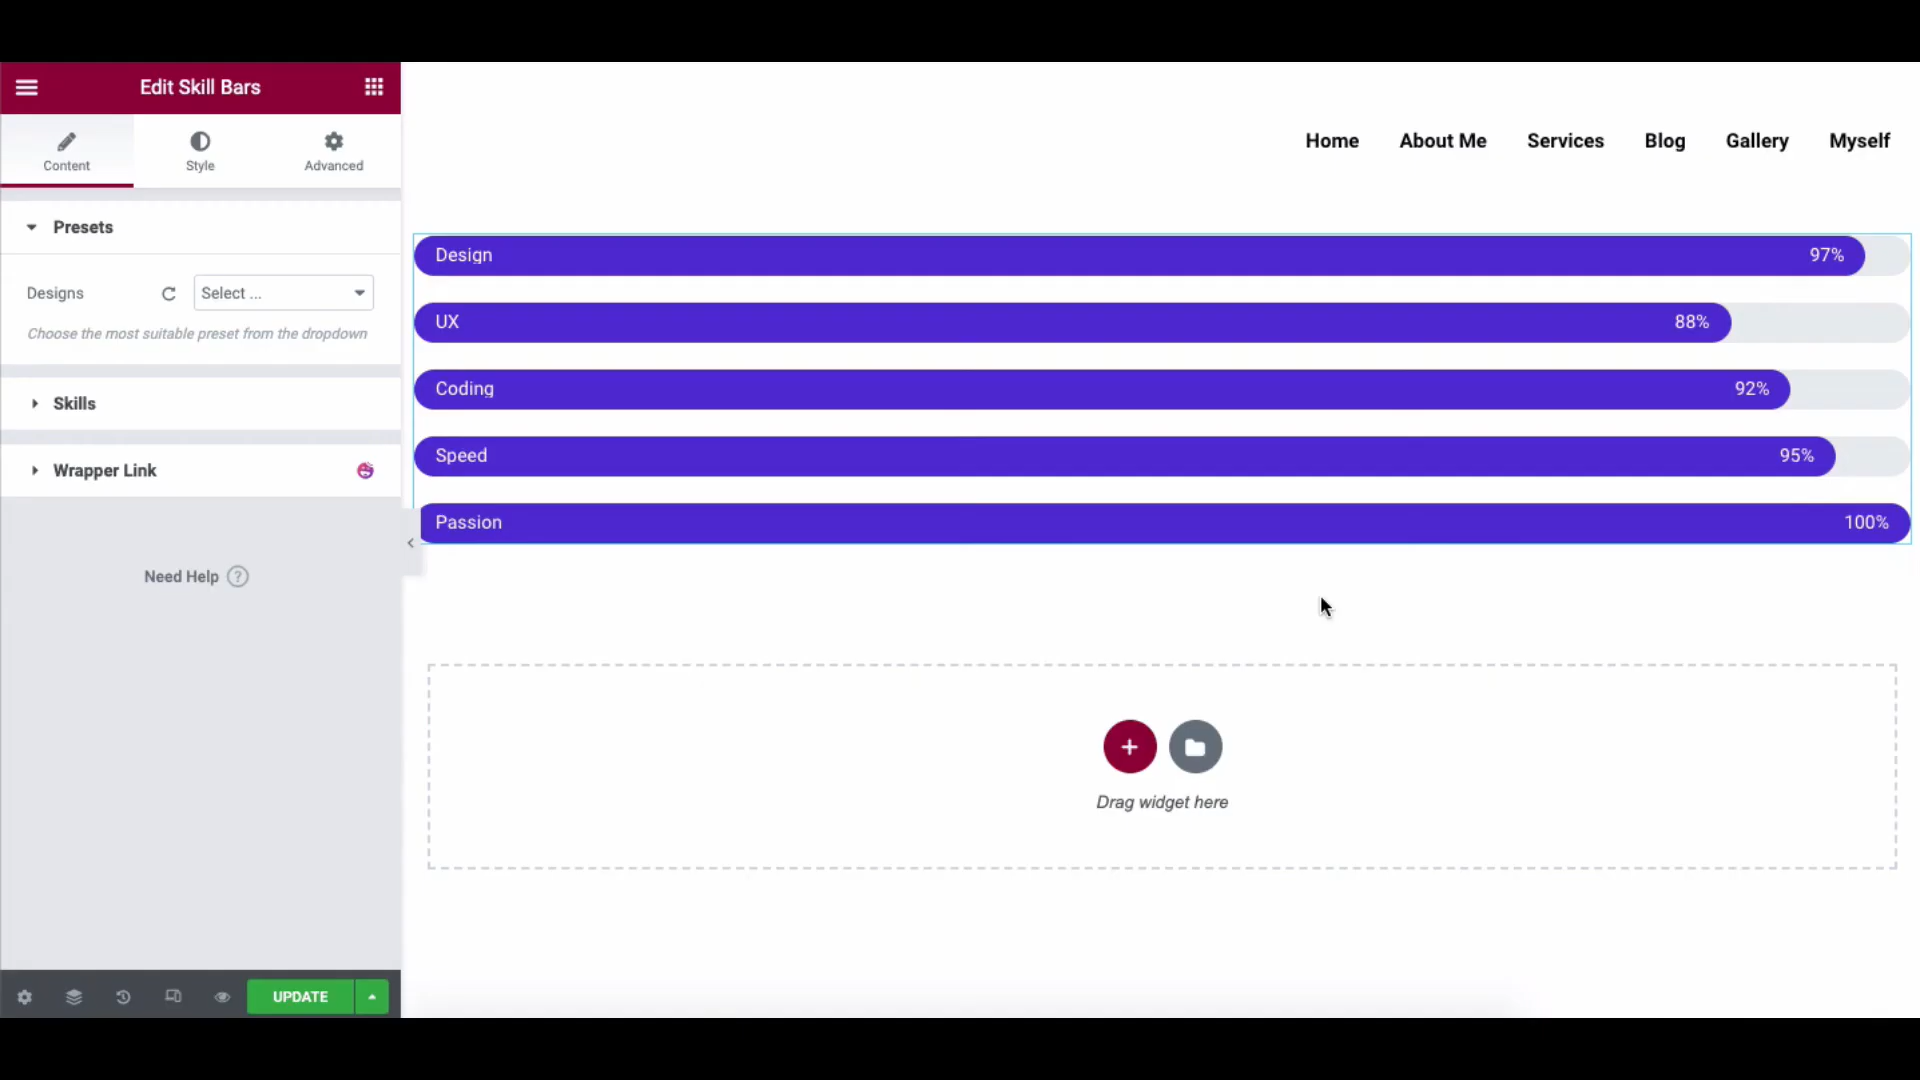 Edit Skill Bars
Content
Style
Advanced
Presets
Designs
Select ...
Choose the most suitable preset from the dropdown
Skills
Wrapper Link
Need Help ?
UPDATE
Home
About Me
Services
Blog
Gallery
Myself
Design
97%
UX
88%
Coding
92%
Speed
95%
Passion
100%
Drag widget here